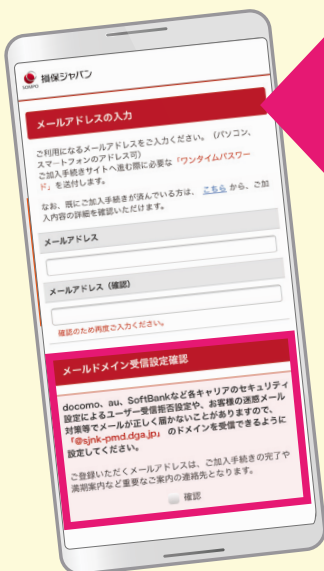 SOMPO 損保ジャパン
メールアドレスの入力
ご利用になるメールアドレスをご入力ください。(パソコン、
スマートフォンのアドレス可)
ご加入手続きサイトへ進む際に必要な「ワンタイムパスワー
ド」を送付します。
なお、既にご加入手続きが済んでいる方は、こちら から、ご加
入内容の詳細を確認いただけます。
メールアドレス
メールアドレス（確認）
確認のため再度ご入力ください。
メールドメイン受信設定確認
docomo、au、SoftBankなど各キャリアのセキュリティ
設定によるユーザー受信拒否設定や、お客様の迷惑メール
対策等でメールが正しく届かないことがありますので、
「@sjnk-pmd.dga.jp」 のドメインを受信できるように
設定してください。
ご登録いただくメールアドレスは、ご加入手続きの完了や
満期案内など重要なご案内の連絡先となります。
確認